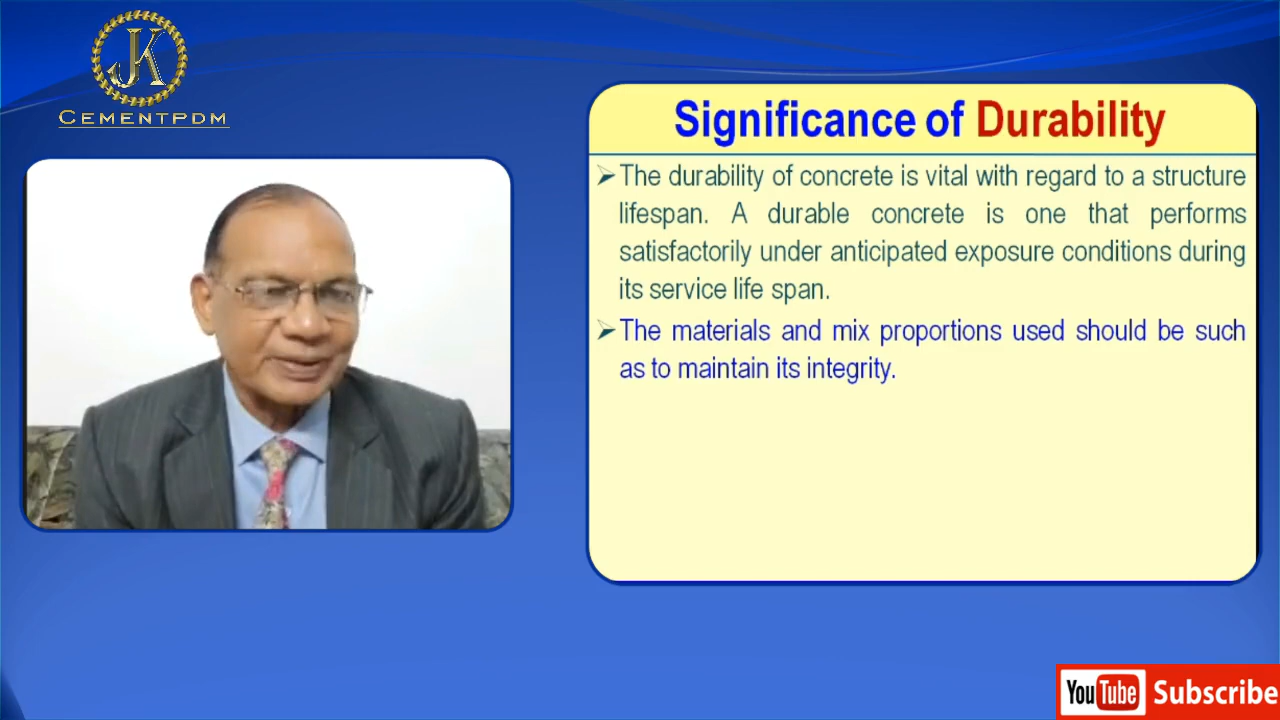 JK
CEMENTPDM
Significance of Durability
➢The durability of concrete is vital with regard to a structure
lifespan. A durable concrete is one that performs
satisfactorily under anticipated exposure conditions during
its service life span.
➢The materials and mix proportions used should be such
as to maintain its integrity.
YouTube Subscribe